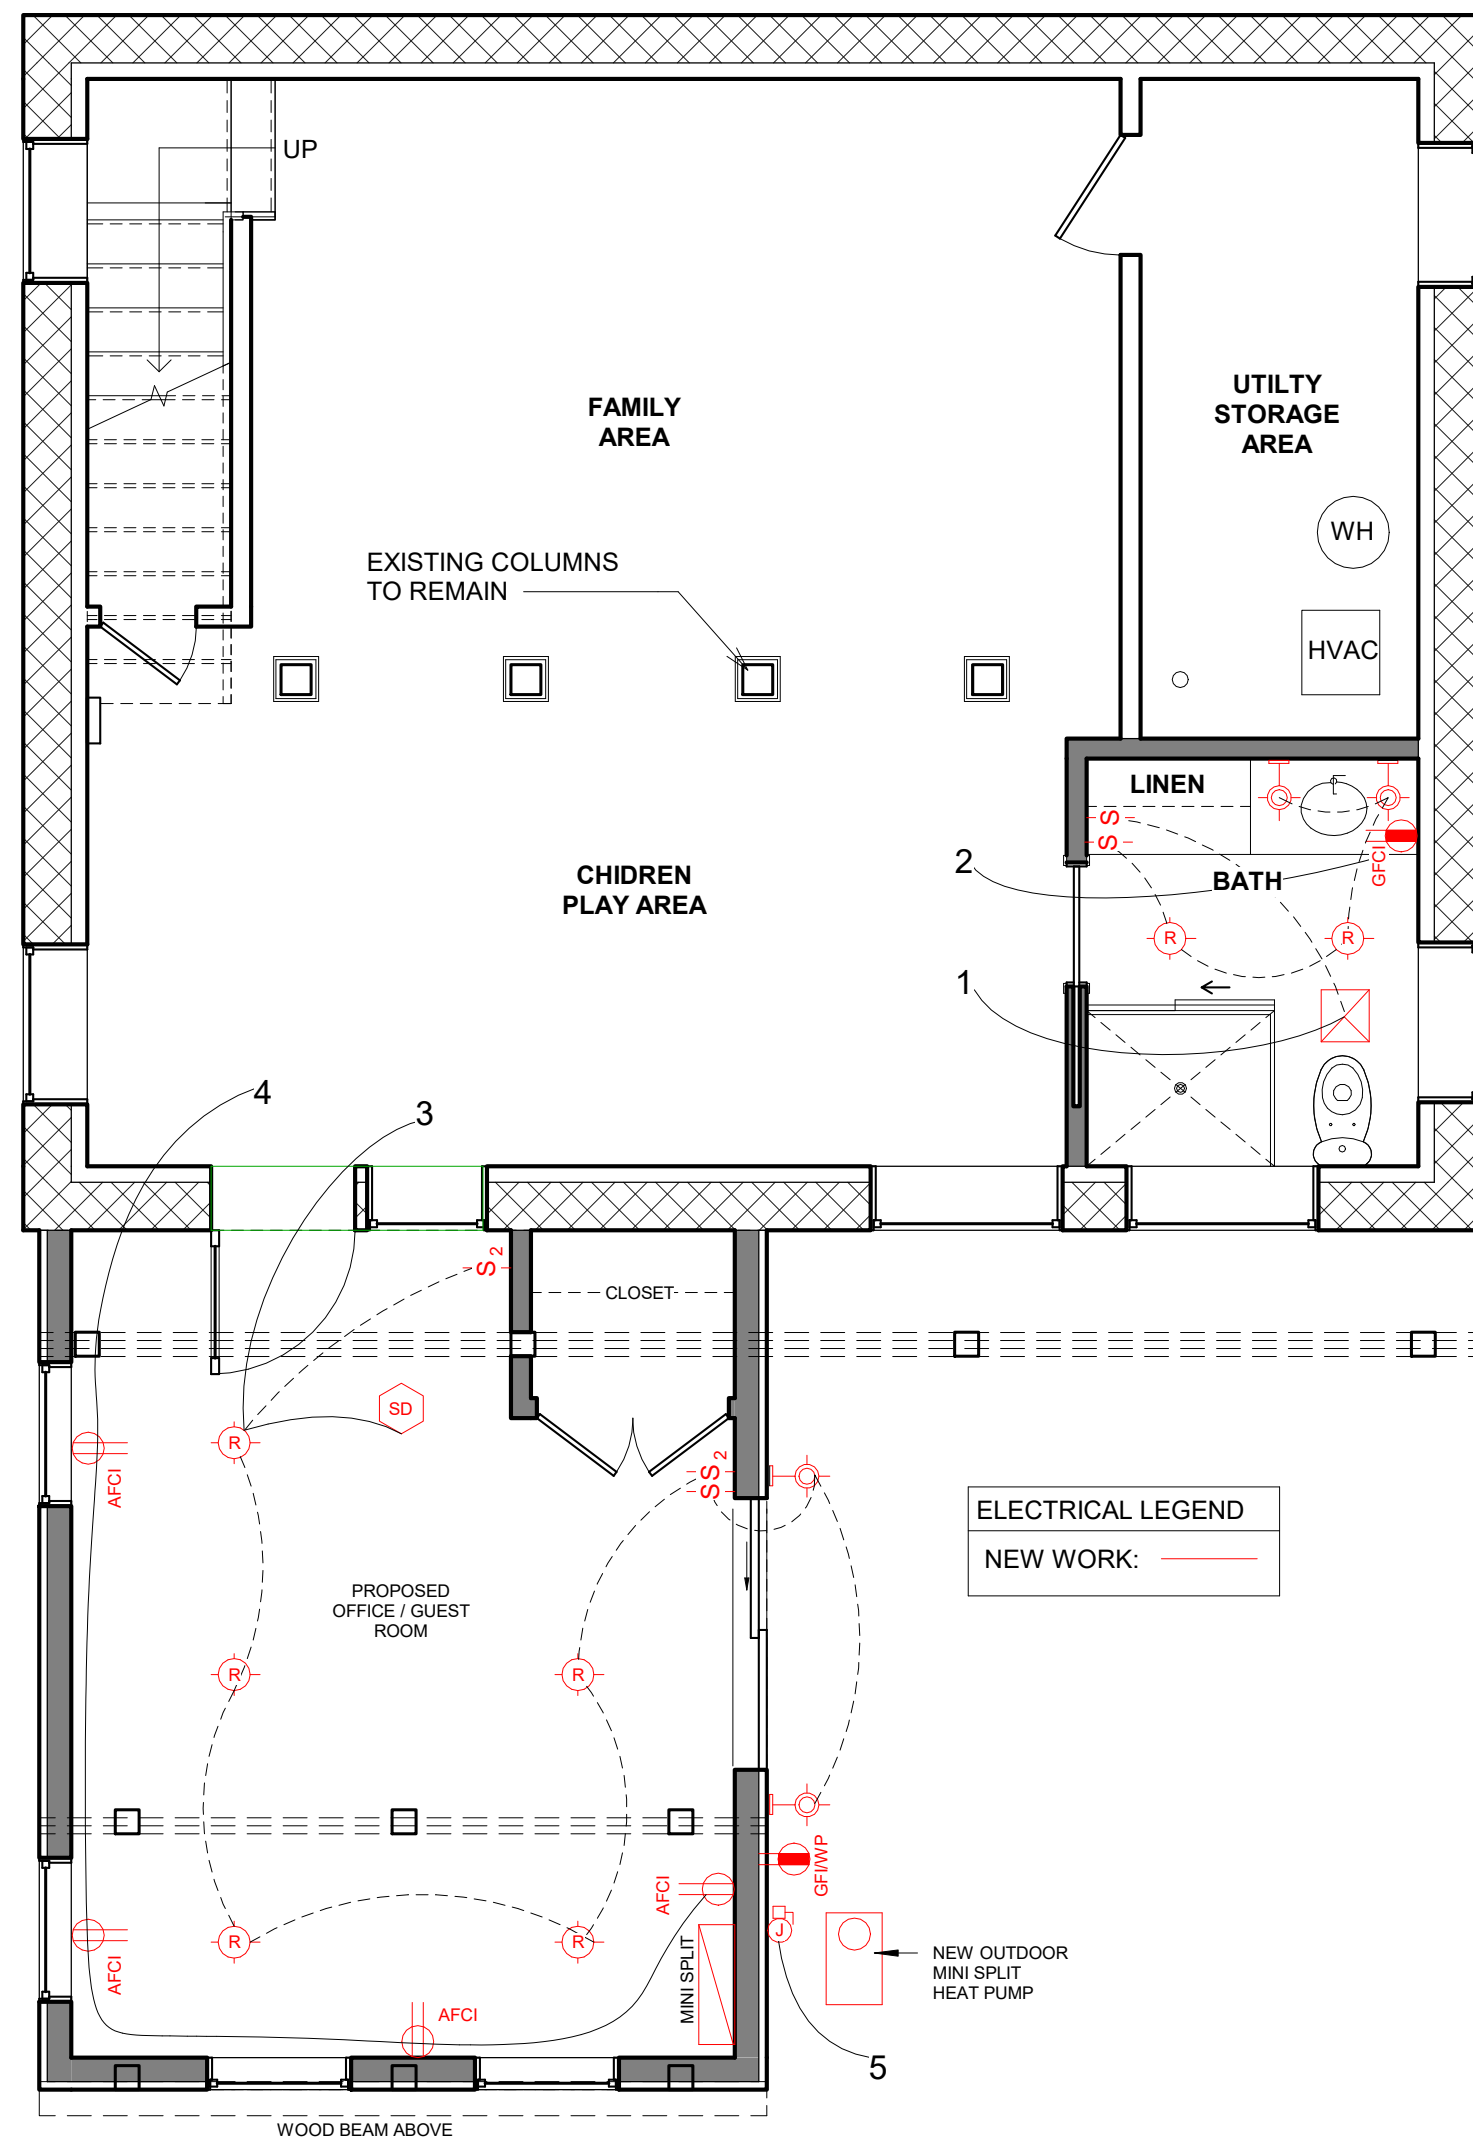 UP
FAMILY
AREA
UTILTY
STORAGE
AREA
WH
EXISTING COLUMNS
TO REMAIN
HVAC
LINEN
S
S
GFCI
2
CHIDREN
PLAY AREA
BATH
R
R
1
4
3
S 2
CLOSET
SD
R
AFCI
S 2
S
S
ELECTRICAL LEGEND
NEW WORK:
PROPOSED
OFFICE / GUEST
ROOM
R
R
GFI/WP
AFCI
R
R
J
AFCI
MINI SPLIT
NEW OUTDOOR
MINI SPLIT
HEAT PUMP
AFCI
5
WOOD BEAM ABOVE